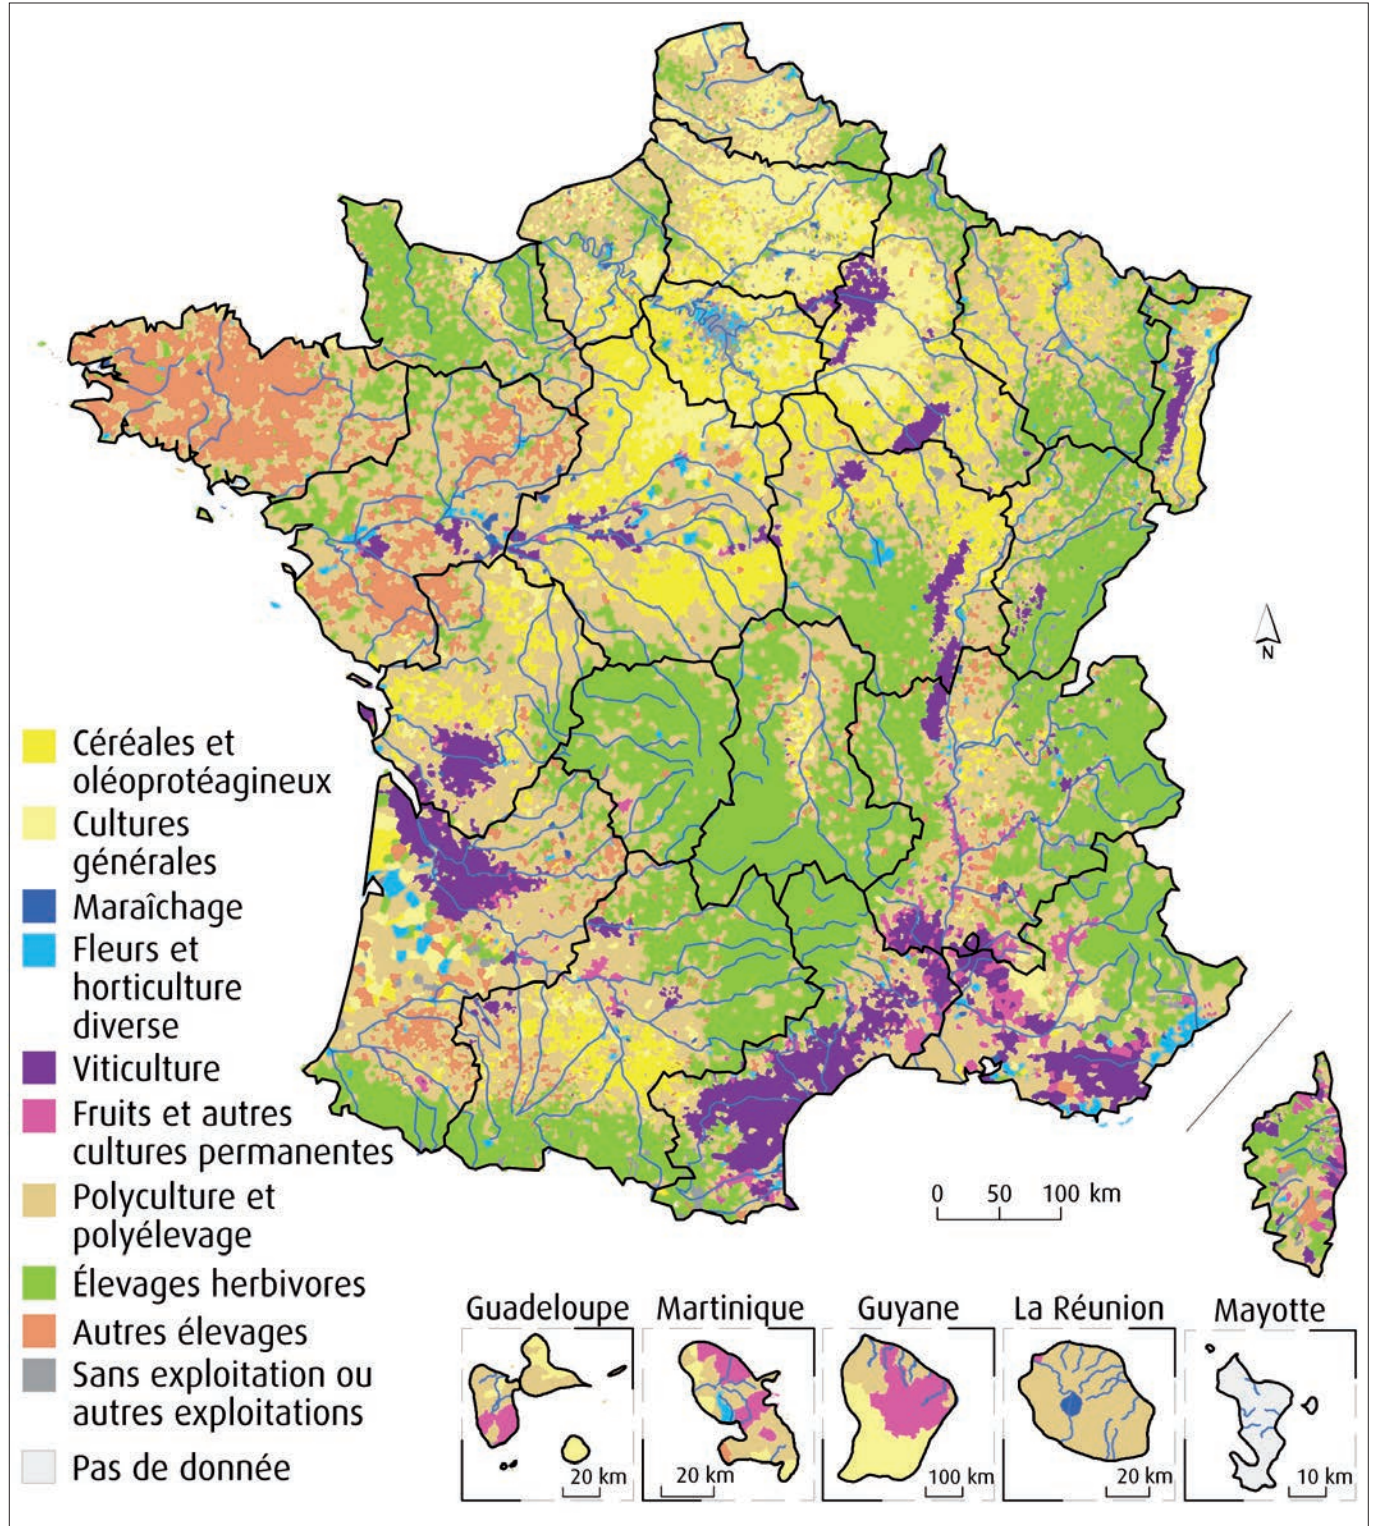 N
Céréales et
oléoprotéagineux
Cultures
générales
Maraîchage
Fleurs et
horticulture
diverse
Viticulture
Fruits et autres
cultures permanentes
Polyculture et
polyélevage
Élevages herbivores
Autres élevages
Sans exploitation ou
autres exploitations
Pas de donnée
0 50 100 km
Guadeloupe
20 km
Martinique
20 km
Guyane
100 km
La Réunion
20 km
Mayotte
10 km